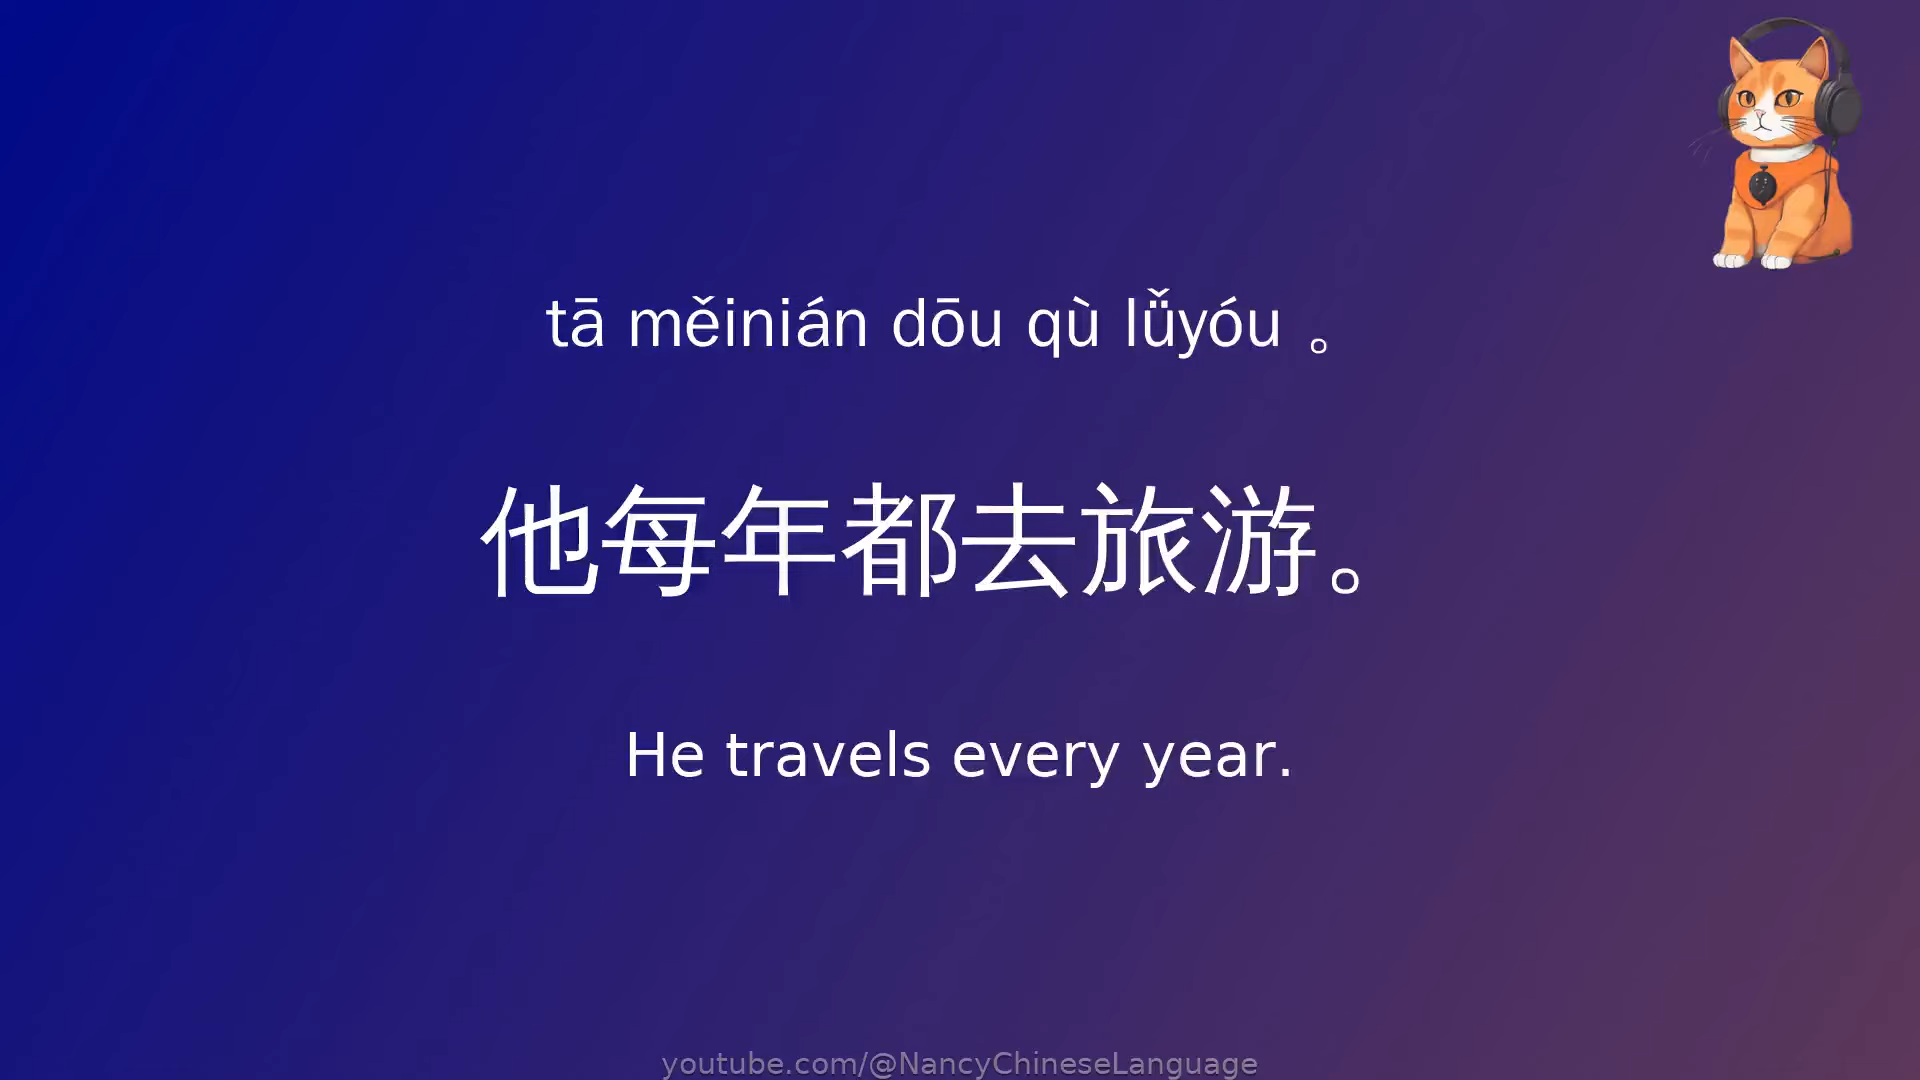 tā měinián dōu qù lǚyóu 。
他每年都去旅游。
He travels every year.
youtube.com/@NancyChineseLanguage